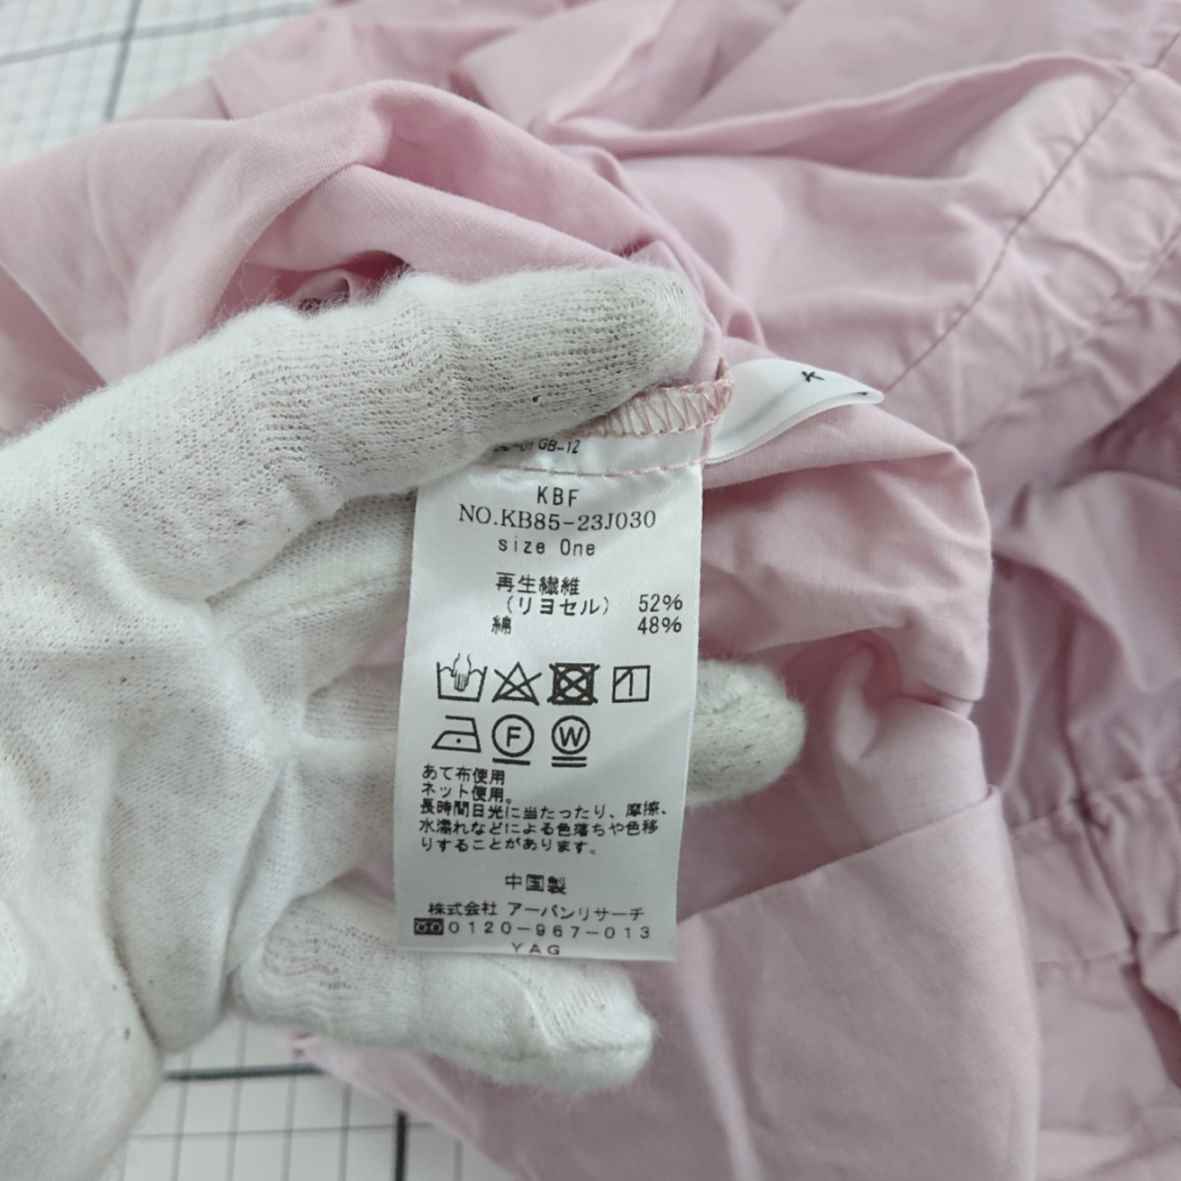 GB-12
KBF
NO.KB85-23J030
size One
再生繊維
（リヨセル） 52%
綿 48%
F W
あて布使用
ネット使用。
長時間日光に当たったり、摩擦、
水濡れなどによる色落ちや色移
りすることがあります。
中国製
株式会社 アーバンリサーチ
0120-967-013
YAG